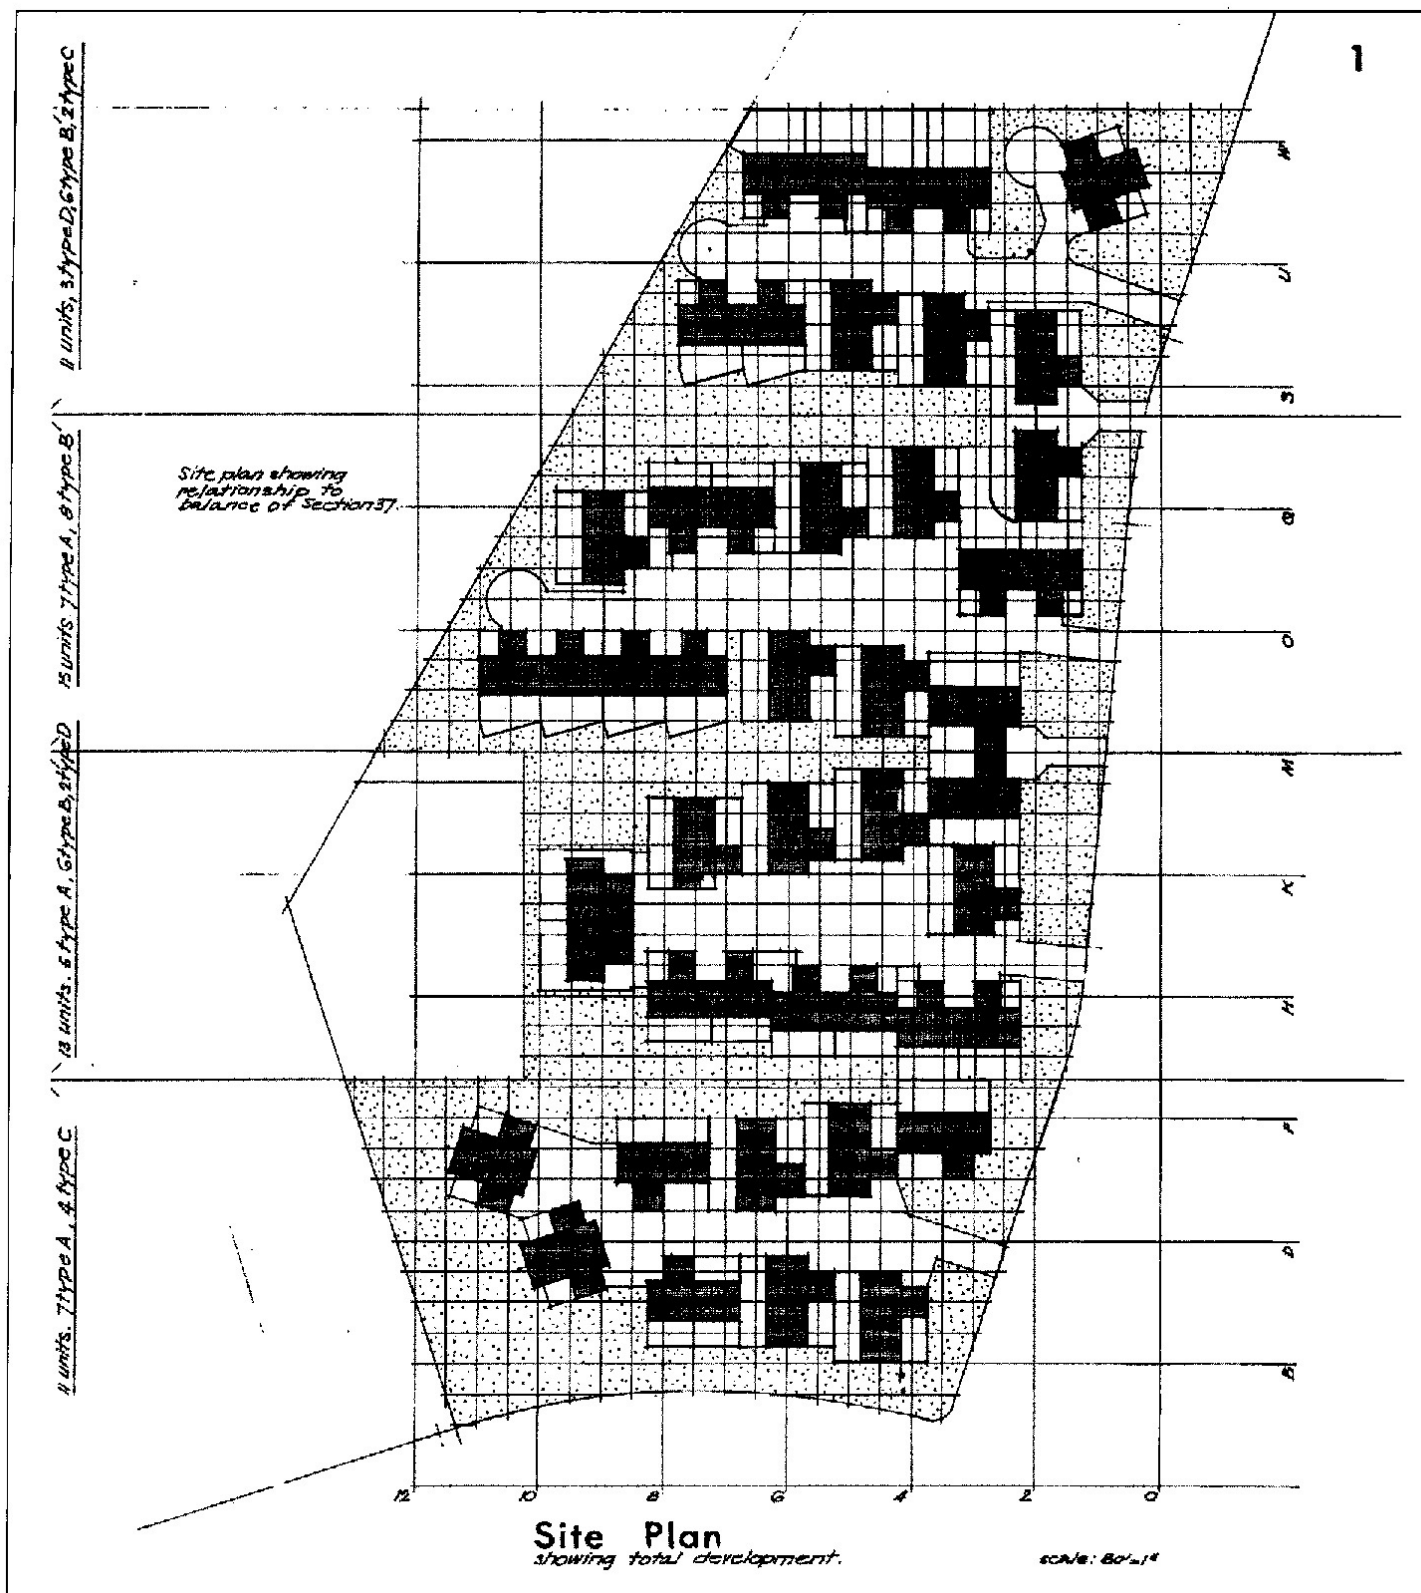 1
11 units, 3 type D, 6 type B, 2 type C
15 units 7 type A, 8 type B
13 units. 5 type A, 6 type B, 2 type D
11 units. 7 type A, 4 type C
Site plan showing
relationship to
balance of Section 37.
W
U
S
Q
O
M
K
H
F
D
B
12
10
8
6
4
2
0
Site Plan
showing total development.
scale: 80'=1"